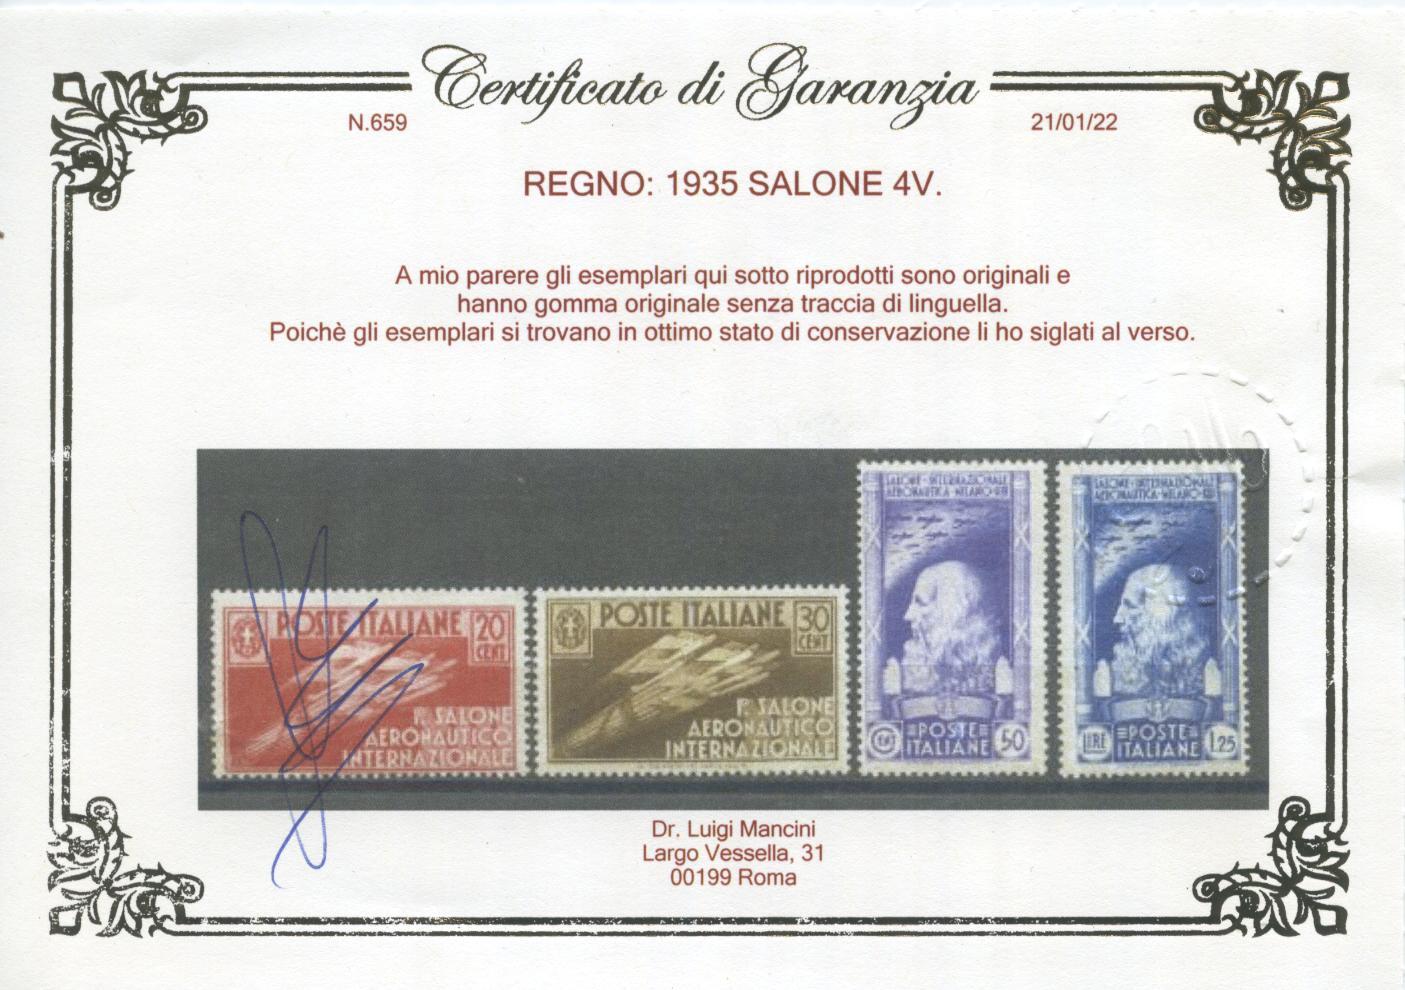 Certificato di Garanzia
N.659
21/01/22
REGNO: 1935 SALONE 4V.
A mio parere gli esemplari qui sotto riprodotti sono originali e
hanno gomma originale senza traccia di linguella.
Poichè gli esemplari si trovano in ottimo stato di conservazione li ho siglati al verso.
POSTE ITALIANE 20
CENT
P. SALONE
AERONAUTICO
INTERNAZIONALE
POSTE ITALIANE 30
CENT
P. SALONE
AERONAUTICO
INTERNAZIONALE
SALONE · INTERNAZIONALE
AERONAUTICA · MILANO
POSTE
ITALIANE
50
SALONE · INTERNAZIONALE
AERONAUTICA · MILANO
LIRE
POSTE
ITALIANE
1.25
Dr. Luigi Mancini
Largo Vessella, 31
00199 Roma